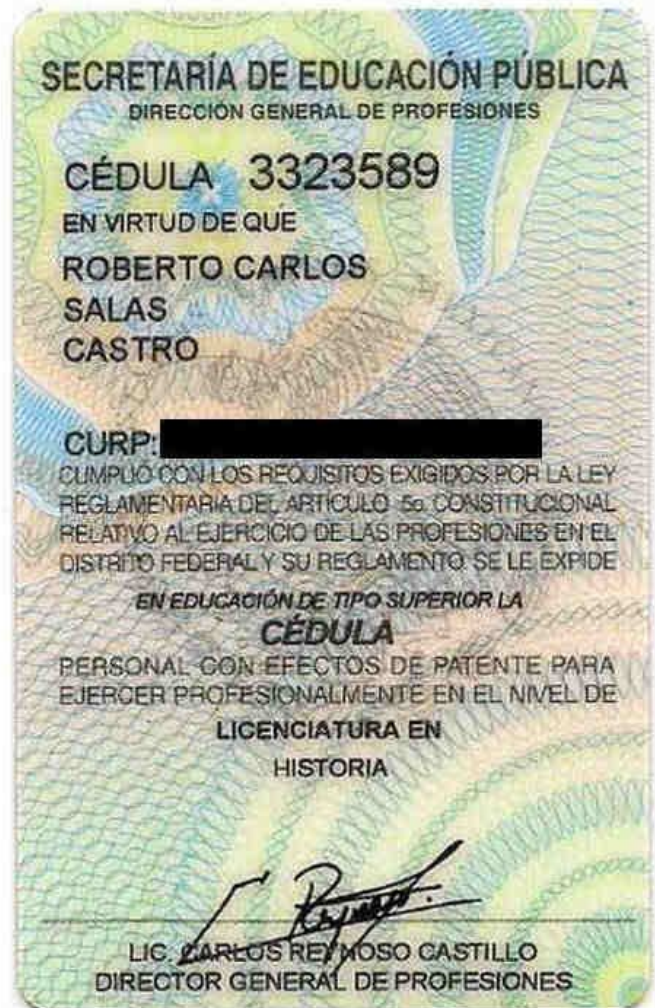 SECRETARÍA DE EDUCACIÓN PÚBLICA
DIRECCIÓN GENERAL DE PROFESIONES
CÉDULA 3323589
EN VIRTUD DE QUE
ROBERTO CARLOS
SALAS
CASTRO
CURP:
CUMPLIÓ CON LOS REQUISITOS EXIGIDOS POR LA LEY
REGLAMENTARIA DEL ARTÍCULO 5o. CONSTITUCIONAL
RELATIVO AL EJERCICIO DE LAS PROFESIONES EN EL
DISTRITO FEDERAL Y SU REGLAMENTO SE LE EXPIDE
EN EDUCACIÓN DE TIPO SUPERIOR LA
CÉDULA
PERSONAL CON EFECTOS DE PATENTE PARA
EJERCER PROFESIONALMENTE EN EL NIVEL DE
LICENCIATURA EN
HISTORIA
LIC. CARLOS REYNOSO CASTILLO
DIRECTOR GENERAL DE PROFESIONES